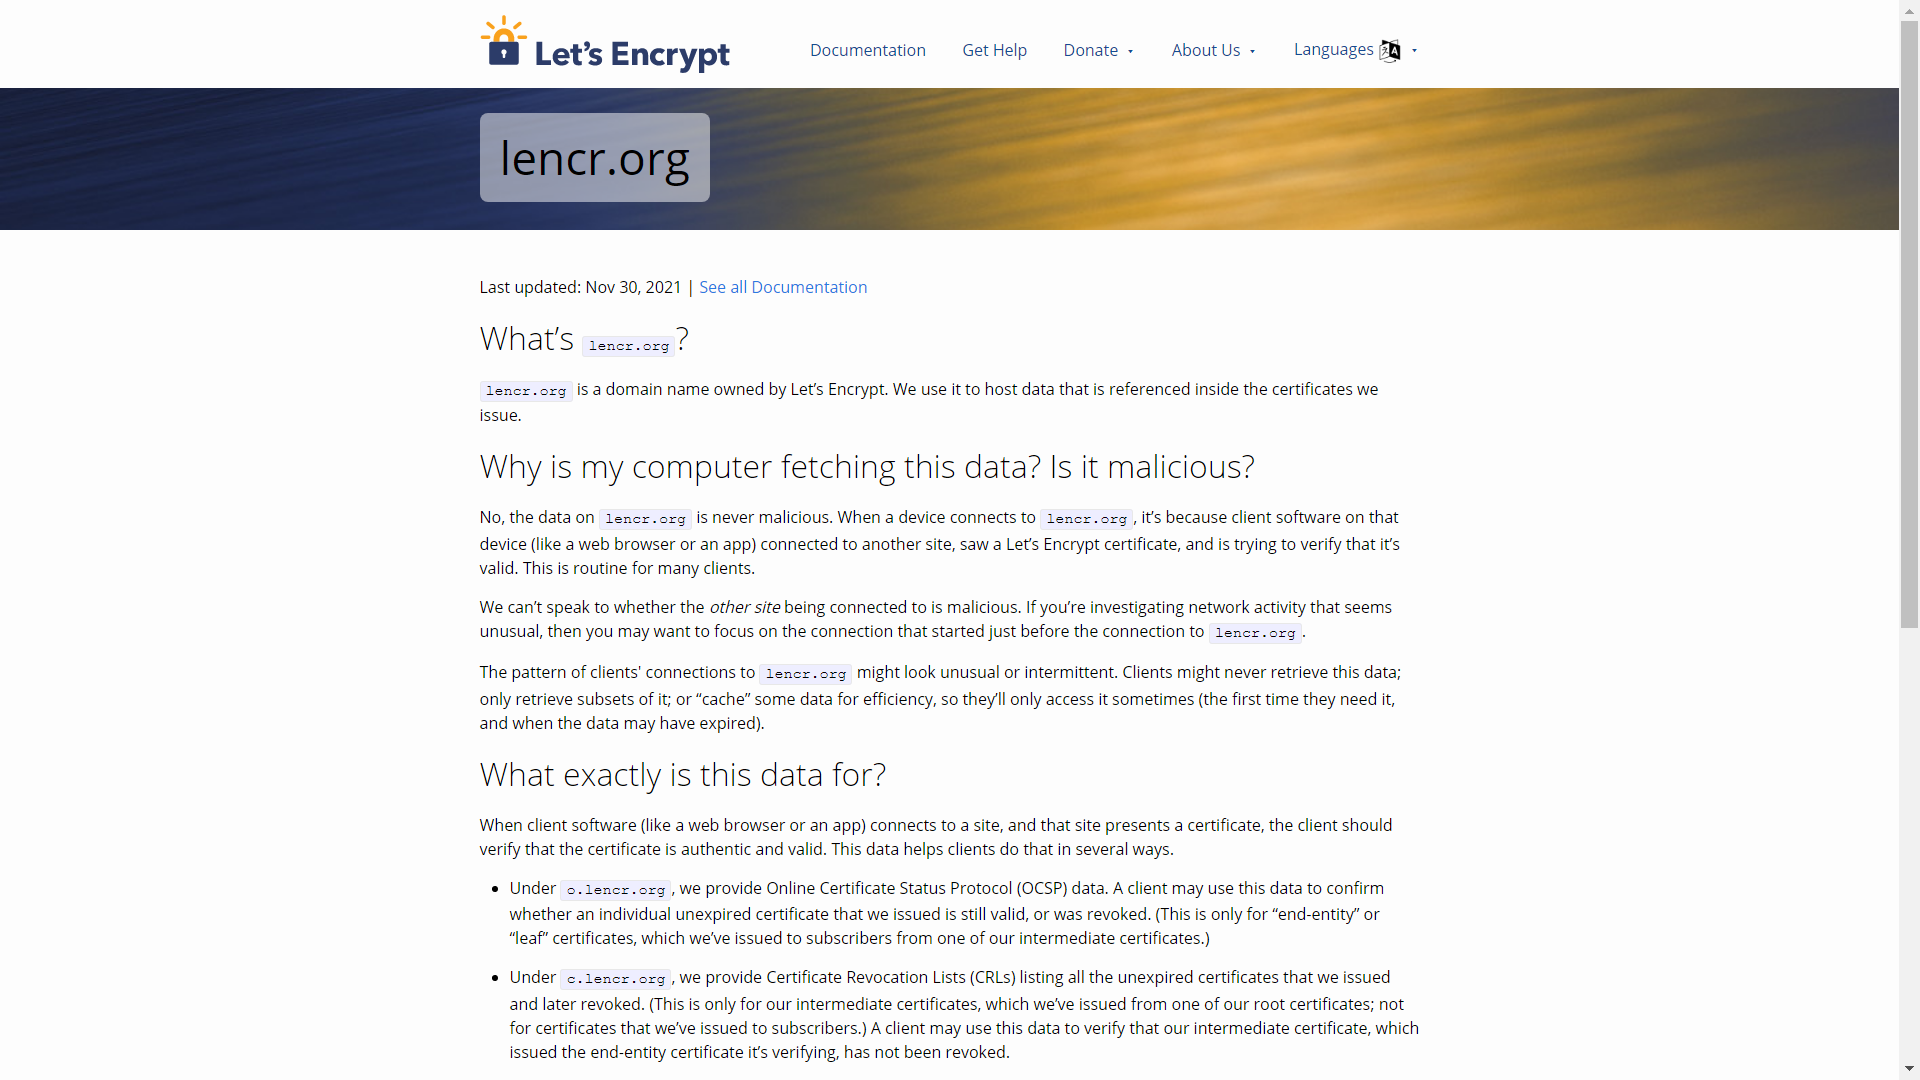 Let's Encrypt
Documentation Get Help Donate About Us Languages
lencr.org
Last updated: Nov 30, 2021 | See all Documentation
What’s lencr.org?
lencr.org is a domain name owned by Let’s Encrypt. We use it to host data that is referenced inside the certificates we
issue.
Why is my computer fetching this data? Is it malicious?
No, the data on lencr.org is never malicious. When a device connects to lencr.org, it’s because client software on that
device (like a web browser or an app) connected to another site, saw a Let’s Encrypt certificate, and is trying to verify that it’s
valid. This is routine for many clients.
We can’t speak to whether the other site being connected to is malicious. If you’re investigating network activity that seems
unusual, then you may want to focus on the connection that started just before the connection to lencr.org.
The pattern of clients' connections to lencr.org might look unusual or intermittent. Clients might never retrieve this data;
only retrieve subsets of it; or “cache” some data for efficiency, so they’ll only access it sometimes (the first time they need it,
and when the data may have expired).
What exactly is this data for?
When client software (like a web browser or an app) connects to a site, and that site presents a certificate, the client should
verify that the certificate is authentic and valid. This data helps clients do that in several ways.
• Under o.lencr.org, we provide Online Certificate Status Protocol (OCSP) data. A client may use this data to confirm
whether an individual unexpired certificate that we issued is still valid, or was revoked. (This is only for “end-entity” or
“leaf” certificates, which we’ve issued to subscribers from one of our intermediate certificates.)
• Under c.lencr.org, we provide Certificate Revocation Lists (CRLs) listing all the unexpired certificates that we issued
and later revoked. (This is only for our intermediate certificates, which we’ve issued from one of our root certificates; not
for certificates that we’ve issued to subscribers.) A client may use this data to verify that our intermediate certificate, which
issued the end-entity certificate it’s verifying, has not been revoked.